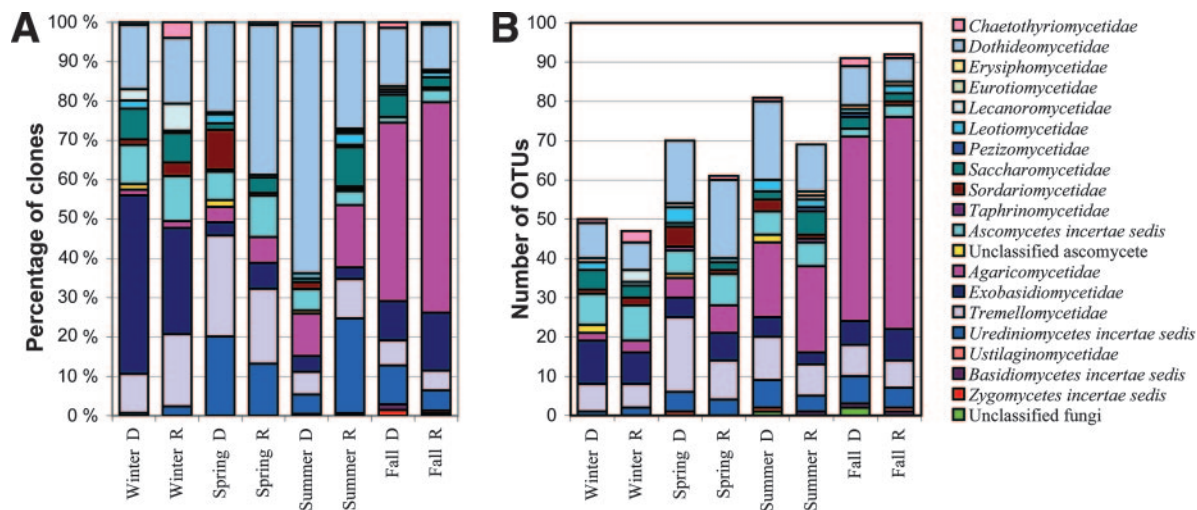 A
Percentage of clones
100 %
90 %
80 %
70 %
60 %
50 %
40 %
30 %
20 %
10 %
0 %
Winter D
Winter R
Spring D
Spring R
Summer D
Summer R
Fall D
Fall R
B
Number of OTUs
100
90
80
70
60
50
40
30
20
10
0
Winter D
Winter R
Spring D
Spring R
Summer D
Summer R
Fall D
Fall R
Chaetothyriomycetidae
Dothideomycetidae
Erysiphomycetidae
Eurotiomycetidae
Lecanoromycetidae
Leotiomycetidae
Pezizomycetidae
Saccharomycetidae
Sordariomycetidae
Taphrinomycetidae
Ascomycetes incertae sedis
Unclassified ascomycete
Agaricomycetidae
Exobasidiomycetidae
Tremellomycetidae
Urediniomycetes incertae sedis
Ustilaginomycetidae
Basidiomycetes incertae sedis
Zygomycetes incertae sedis
Unclassified fungi